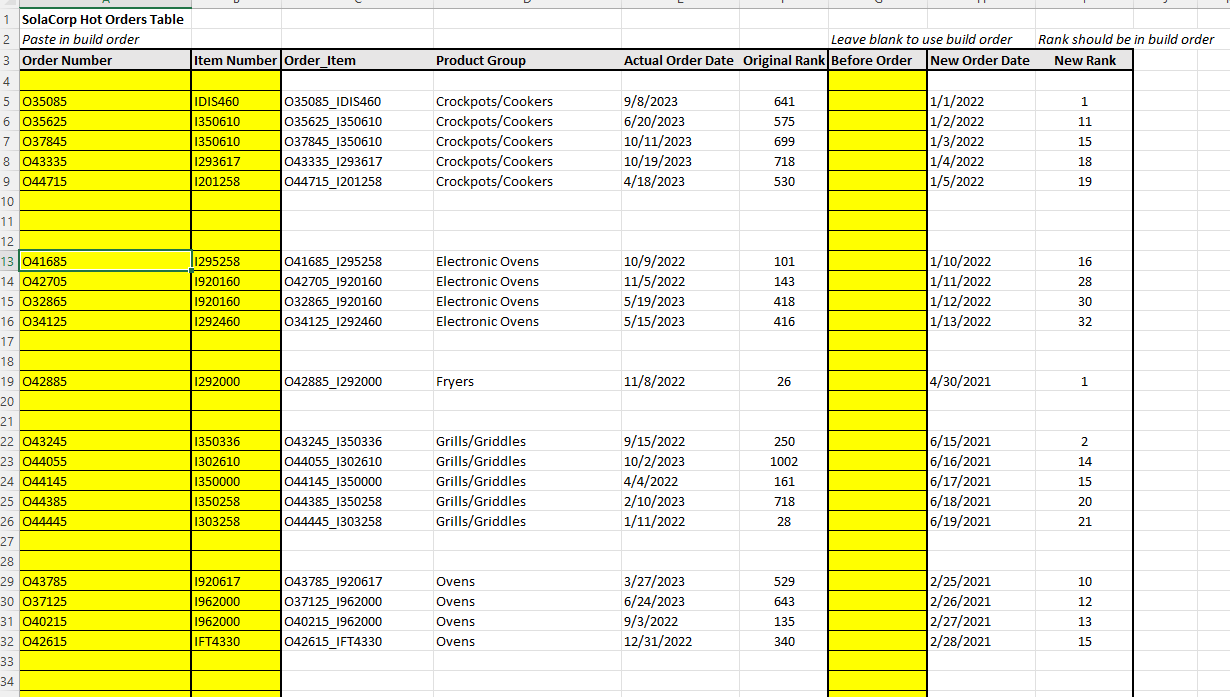 1 SolaCorp Hot Orders Table
2 Paste in build order Leave blank to use build order Rank should be in build order
3 Order Number Item Number Order_Item Product Group Actual Order Date Original Rank Before Order New Order Date New Rank
4
5 O35085 IDIS460 O35085_IDIS460 Crockpots/Cookers 9/8/2023 641 1/1/2022 1
6 O35625 I350610 O35625_I350610 Crockpots/Cookers 6/20/2023 575 1/2/2022 11
7 O37845 I350610 O37845_I350610 Crockpots/Cookers 10/11/2023 699 1/3/2022 15
8 O43335 I293617 O43335_I293617 Crockpots/Cookers 10/19/2023 718 1/4/2022 18
9 O44715 I201258 O44715_I201258 Crockpots/Cookers 4/18/2023 530 1/5/2022 19
10
11
12
13 O41685 I295258 O41685_I295258 Electronic Ovens 10/9/2022 101 1/10/2022 16
14 O42705 I920160 O42705_I920160 Electronic Ovens 11/5/2022 143 1/11/2022 28
15 O32865 I920160 O32865_I920160 Electronic Ovens 5/19/2023 418 1/12/2022 30
16 O34125 I292460 O34125_I292460 Electronic Ovens 5/15/2023 416 1/13/2022 32
17
18
19 O42885 I292000 O42885_I292000 Fryers 11/8/2022 26 4/30/2021 1
20
21
22 O43245 I350336 O43245_I350336 Grills/Griddles 9/15/2022 250 6/15/2021 2
23 O44055 I302610 O44055_I302610 Grills/Griddles 10/2/2023 1002 6/16/2021 14
24 O44145 I350000 O44145_I350000 Grills/Griddles 4/4/2022 161 6/17/2021 15
25 O44385 I350258 O44385_I350258 Grills/Griddles 2/10/2023 718 6/18/2021 20
26 O44445 I303258 O44445_I303258 Grills/Griddles 1/11/2022 28 6/19/2021 21
27
28
29 O43785 I920617 O43785_I920617 Ovens 3/27/2023 529 2/25/2021 10
30 O37125 I962000 O37125_I962000 Ovens 6/24/2023 643 2/26/2021 12
31 O40215 I962000 O40215_I962000 Ovens 9/3/2022 135 2/27/2021 13
32 O42615 IFT4330 O42615_IFT4330 Ovens 12/31/2022 340 2/28/2021 15
33
34